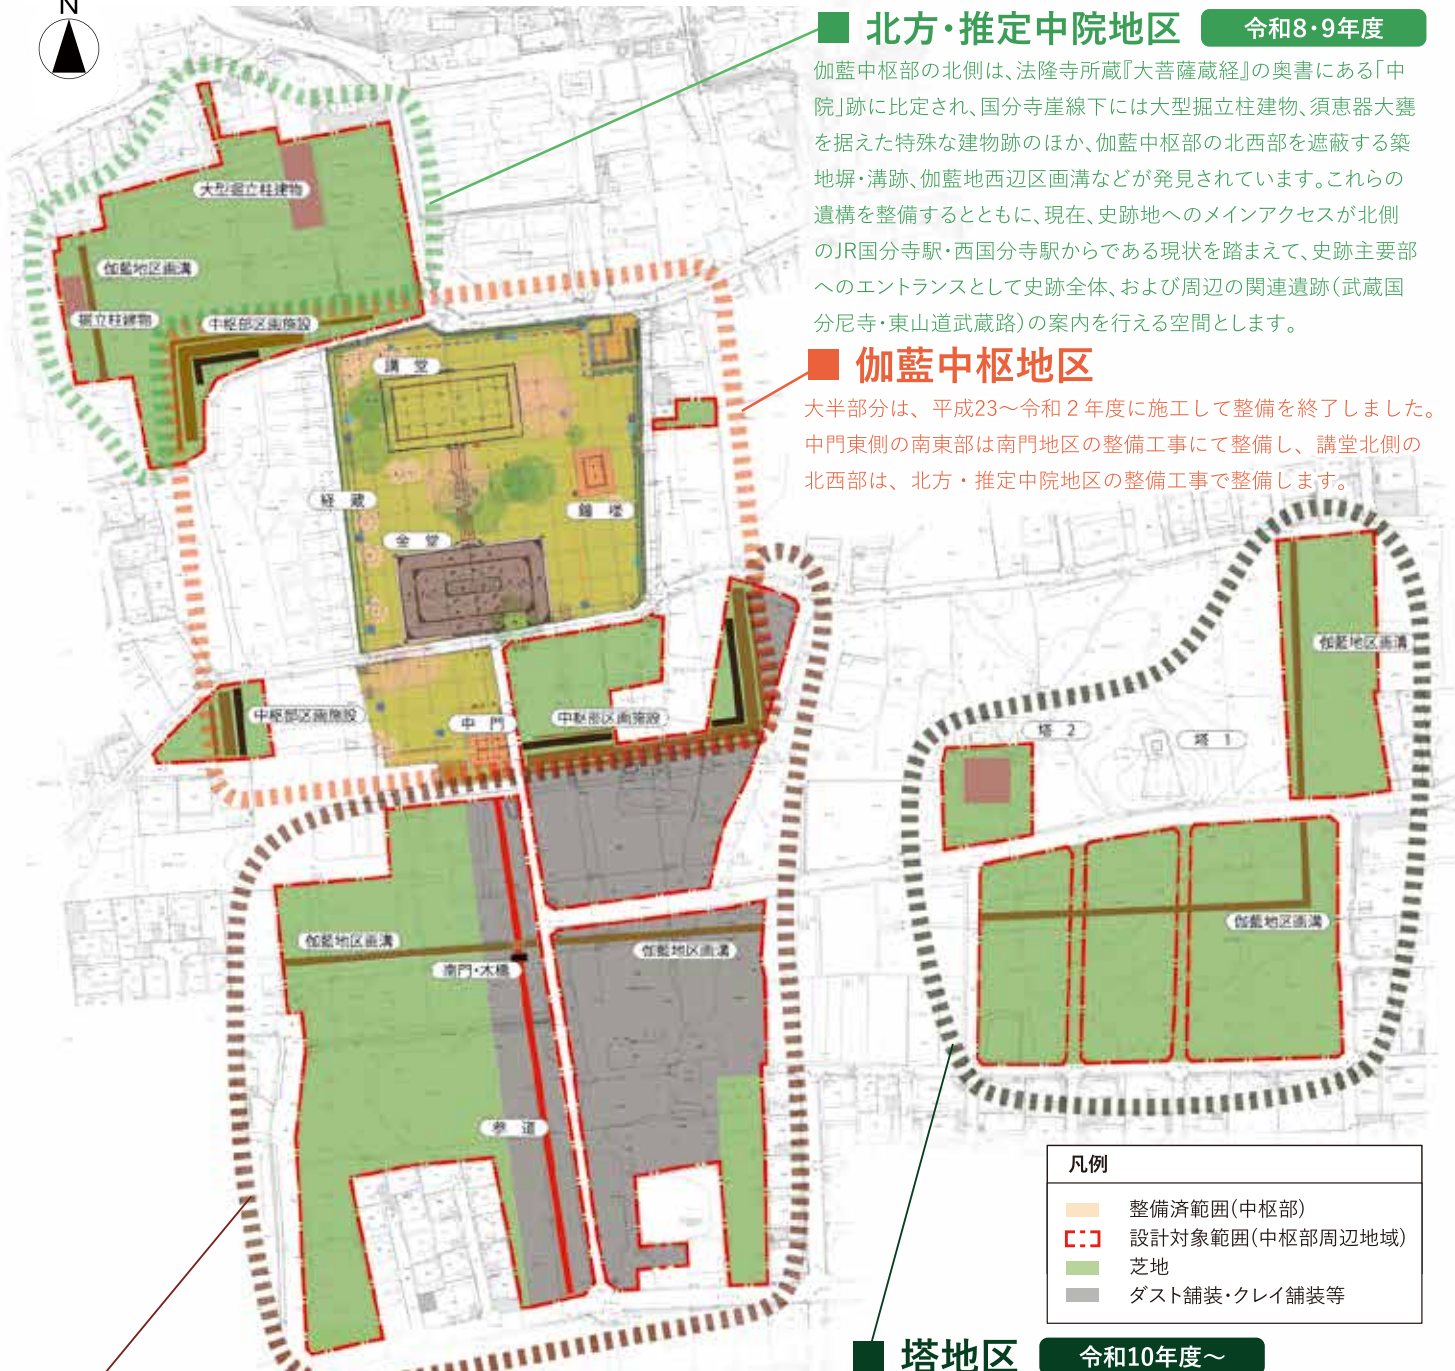 N
■ 北方・推定中院地区 令和8・9年度
伽藍中枢部の北側は、法隆寺所蔵『大菩薩蔵経』の奥書にある「中
院」跡に比定され、国分寺崖線下には大型掘立柱建物、須恵器大甕
を据えた特殊な建物跡のほか、伽藍中枢部の北西部を遮蔽する築
地塀・溝跡、伽藍地西辺区画溝などが発見されています。これらの
遺構を整備するとともに、現在、史跡地へのメインアクセスが北側
のJR国分寺駅・西国分寺駅からである現状を踏まえて、史跡主要部
へのエントランスとして史跡全体、および周辺の関連遺跡（武蔵国
分尼寺・東山道武蔵路）の案内を行える空間とします。
■ 伽藍中枢地区
大半部分は、平成23～令和２年度に施工して整備を終了しました。
中門東側の南東部は南門地区の整備工事にて整備し、講堂北側の
北西部は、北方・推定中院地区の整備工事で整備します。
大型掘立柱建物
伽藍地区画溝
掘立柱建物
中枢部区画施設
講 堂
経 蔵
鐘 楼
金 堂
伽藍地区画溝
中枢部区画施設
中 門
中枢部区画施設
塔 2
塔 1
伽藍地区画溝
伽藍地区画溝
伽藍地区画溝
南門・木橋
参 道
凡例
整備済範囲(中枢部)
設計対象範囲(中枢部周辺地域)
芝地
ダスト舗装・クレイ舗装等
■ 塔地区 令和10年度～